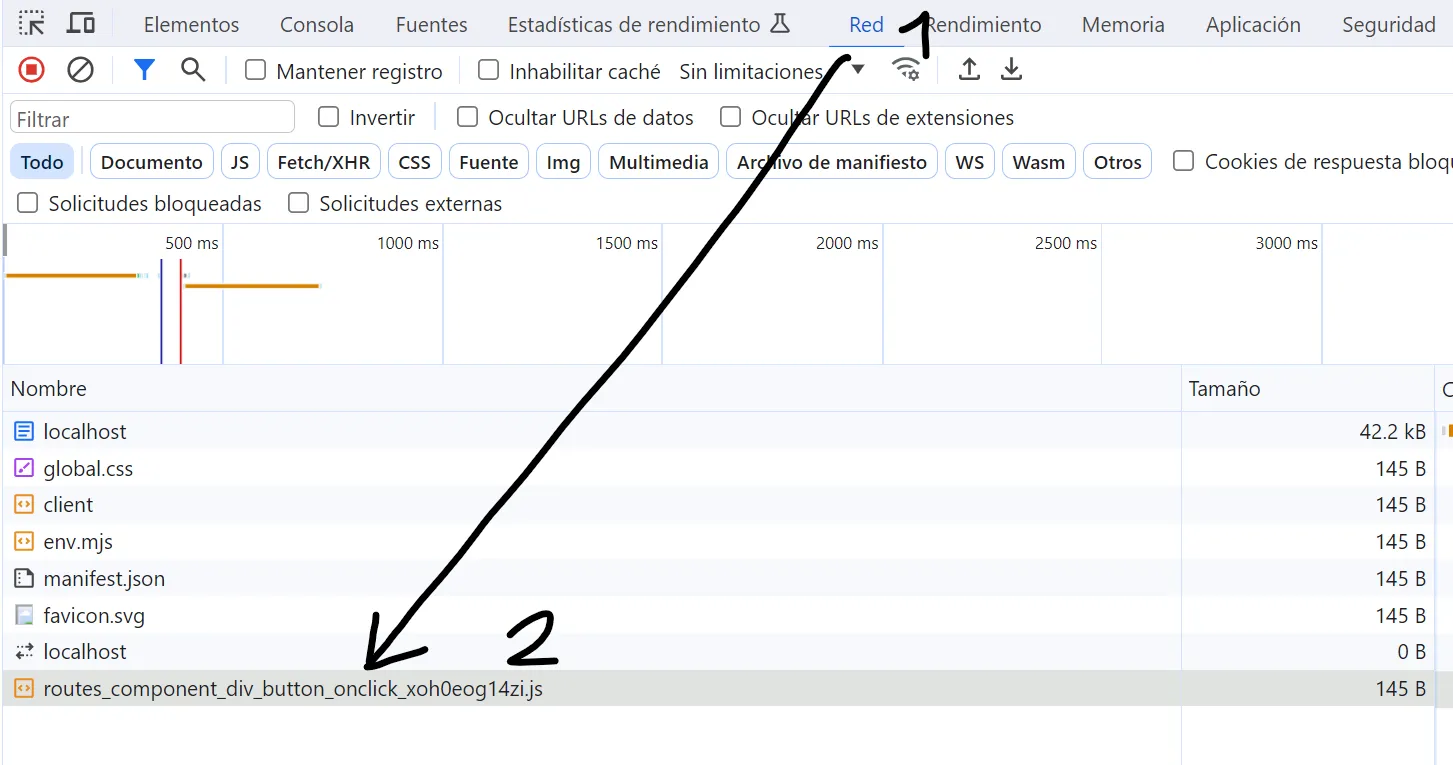 Elementos Consola Fuentes Estadísticas de rendimiento Red 1 Rendimiento Memoria Aplicación Seguridad
Mantener registro Inhabilitar caché Sin limitaciones
Filtrar Invertir Ocultar URLs de datos Ocultar URLs de extensiones
Todo Documento JS Fetch/XHR CSS Fuente Img Multimedia Archivo de manifiesto WS Wasm Otros Cookies de respuesta
Solicitudes bloqueadas Solicitudes externas
500 ms 1000 ms 1500 ms 2000 ms 2500 ms 3000 ms
Nombre Tamaño
localhost 42.2 kB
global.css 145 B
client 145 B
env.mjs 145 B
manifest.json 145 B
favicon.svg 145 B
2
localhost 0 B
routes_component_div_button_onclick_xoh0eog14zi.js 145 B